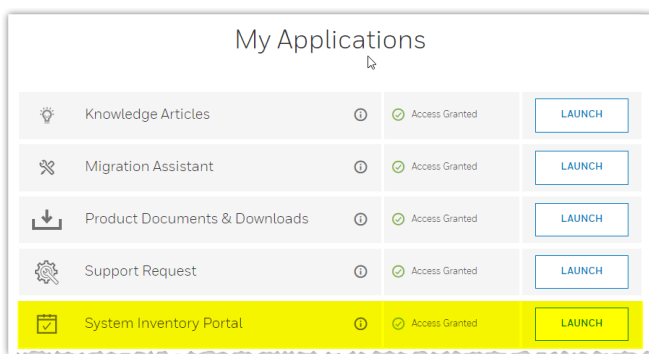 My Applications
Knowledge Articles Access Granted LAUNCH
Migration Assistant Access Granted LAUNCH
Product Documents & Downloads Access Granted LAUNCH
Support Request Access Granted LAUNCH
System Inventory Portal Access Granted LAUNCH